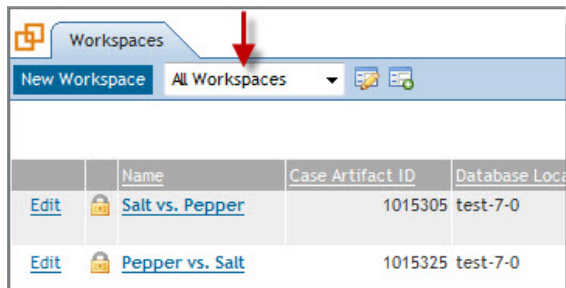 Workspaces
New Workspace All Workspaces
Name Case Artifact ID Database Loca
Edit Salt vs. Pepper 1015305 test-7-0
Edit Pepper vs. Salt 1015325 test-7-0